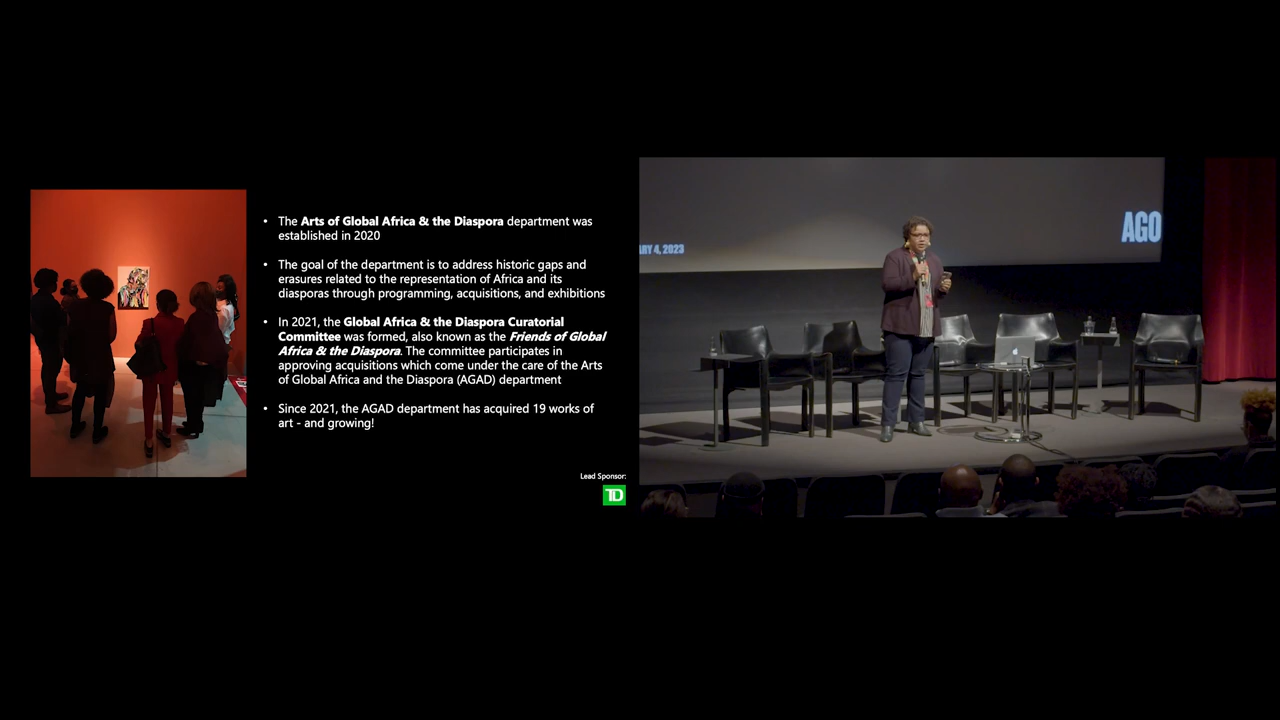 • The Arts of Global Africa & the Diaspora department was
established in 2020
• The goal of the department is to address historic gaps and
erasures related to the representation of Africa and its
diasporas through programming, acquisitions, and exhibitions
• In 2021, the Global Africa & the Diaspora Curatorial
Committee was formed, also known as the Friends of Global
Africa & the Diaspora. The committee participates in
approving acquisitions which come under the care of the Arts
of Global Africa and the Diaspora (AGAD) department
• Since 2021, the AGAD department has acquired 19 works of
art - and growing!
Lead Sponsor:
TD
ARY 4, 2023
AGO